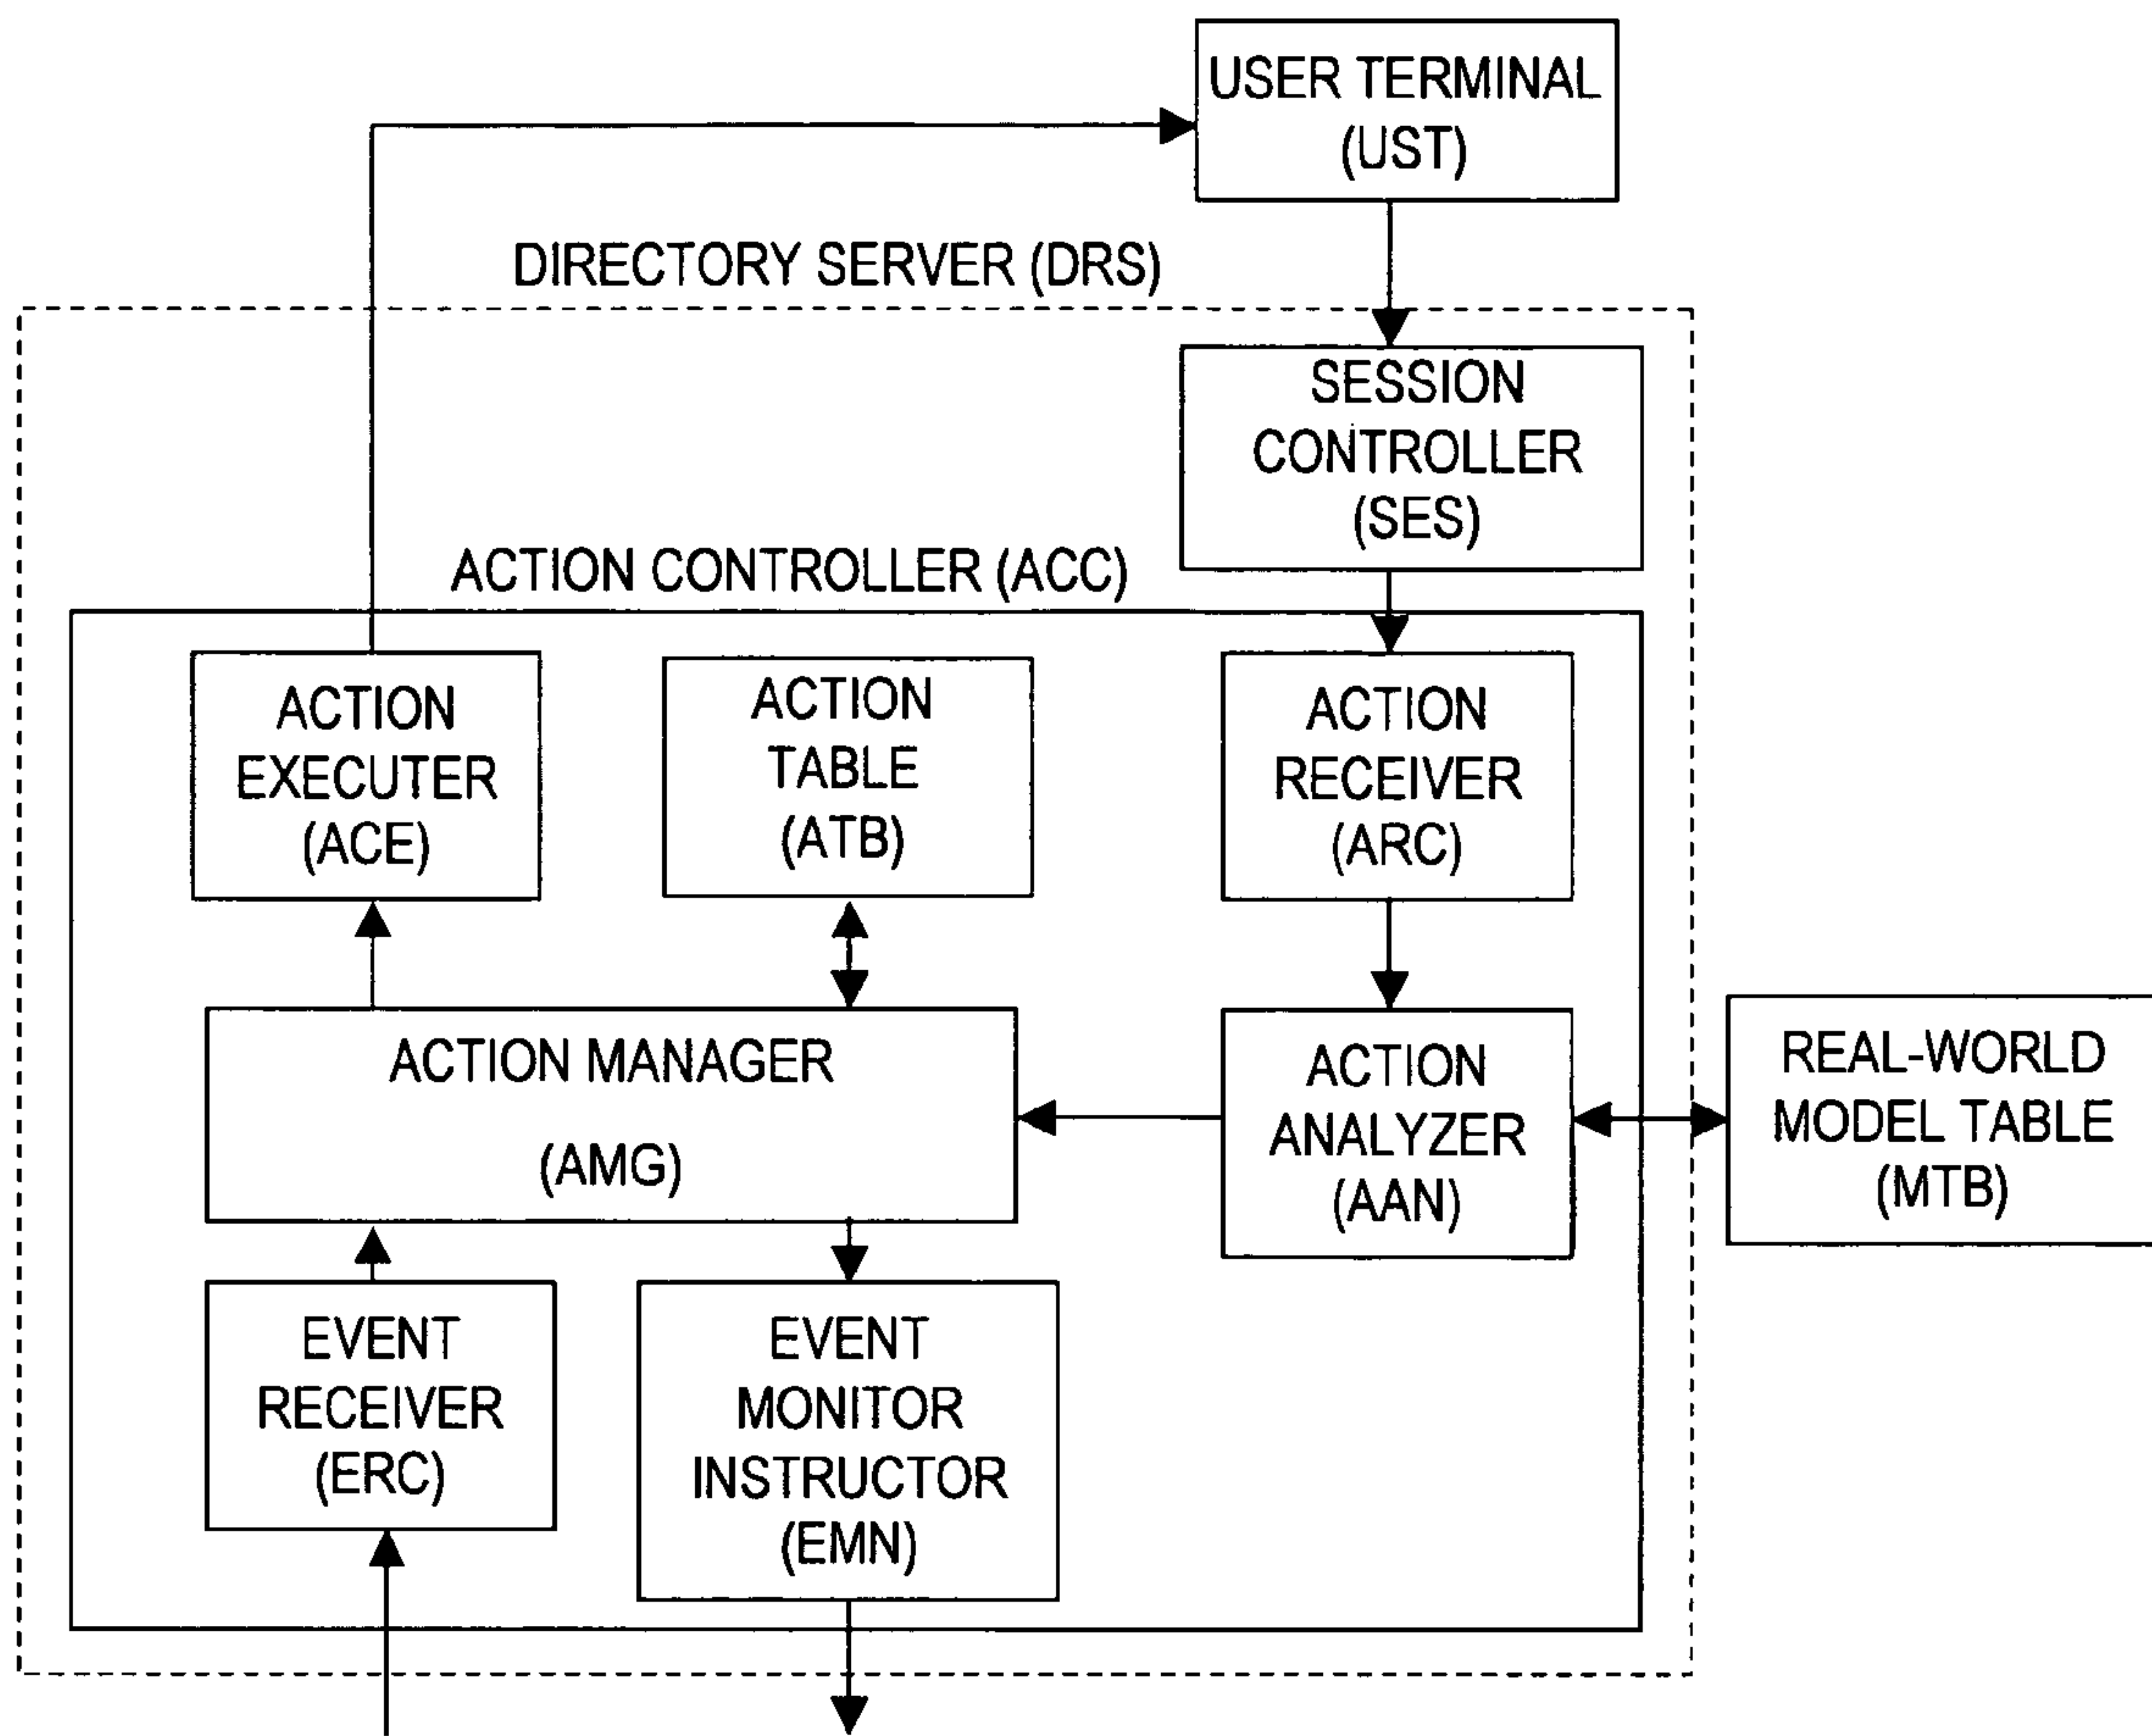 USER TERMINAL
(UST)
DIRECTORY SERVER (DRS)
SESSION
CONTROLLER
(SES)
ACTION CONTROLLER (ACC)
ACTION
EXECUTER
(ACE)
ACTION
TABLE
(ATB)
ACTION
RECEIVER
(ARC)
ACTION MANAGER
(AMG)
ACTION
ANALYZER
(AAN)
REAL-WORLD
MODEL TABLE
(MTB)
EVENT
RECEIVER
(ERC)
EVENT
MONITOR
INSTRUCTOR
(EMN)